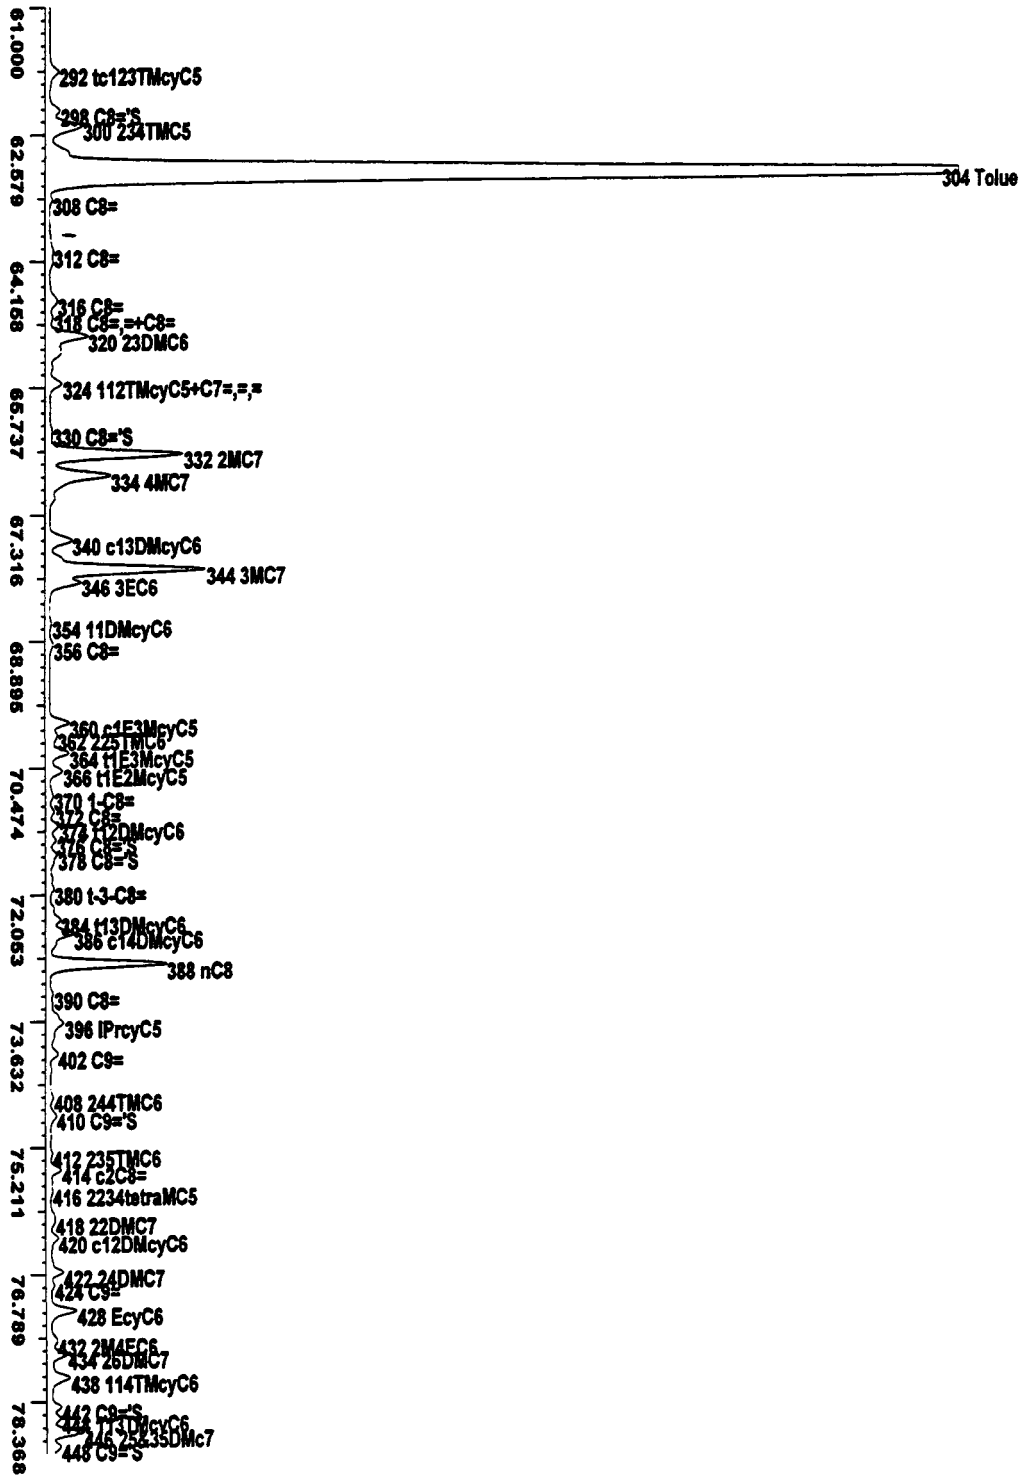 61.000
292 tc123TMcyC5
298 C8='S
300 234TMC5
62.579
304 Tolue
308 C8=
312 C8=
64.158
316 C8=
318 C8=,=+C8=
320 23DMC6
324 112TMcyC5+C7=,=,=
65.737
330 C8='S
332 2MC7
334 4MC7
67.316
340 c13DMcyC6
344 3MC7
346 3EC6
354 11DMcyC6
356 C8=
68.895
360 c1E3McyC5
362 225TMC6
364 t1E3McyC5
366 t1E2McyC5
70.474
370 1-C8=
372 C8=
374 t12DMcyC6
376 C8='S
378 C8='S
380 t-3-C8=
72.053
384 t13DMcyC6
386 c14DMcyC6
388 nC8
390 C8=
73.632
396 IPrcyC5
402 C9=
408 244TMC6
410 C9='S
75.211
412 235TMC6
414 c2C8=
416 2234tetraMC5
418 22DMC7
420 c12DMcyC6
76.789
422 24DMC7
424 C9=
428 EcyC6
432 2M4EC6
434 26DMC7
438 114TMcyC6
78.368
442 C9='S
444 113DMcyC6
446 25&35DMc7
448 C9='S